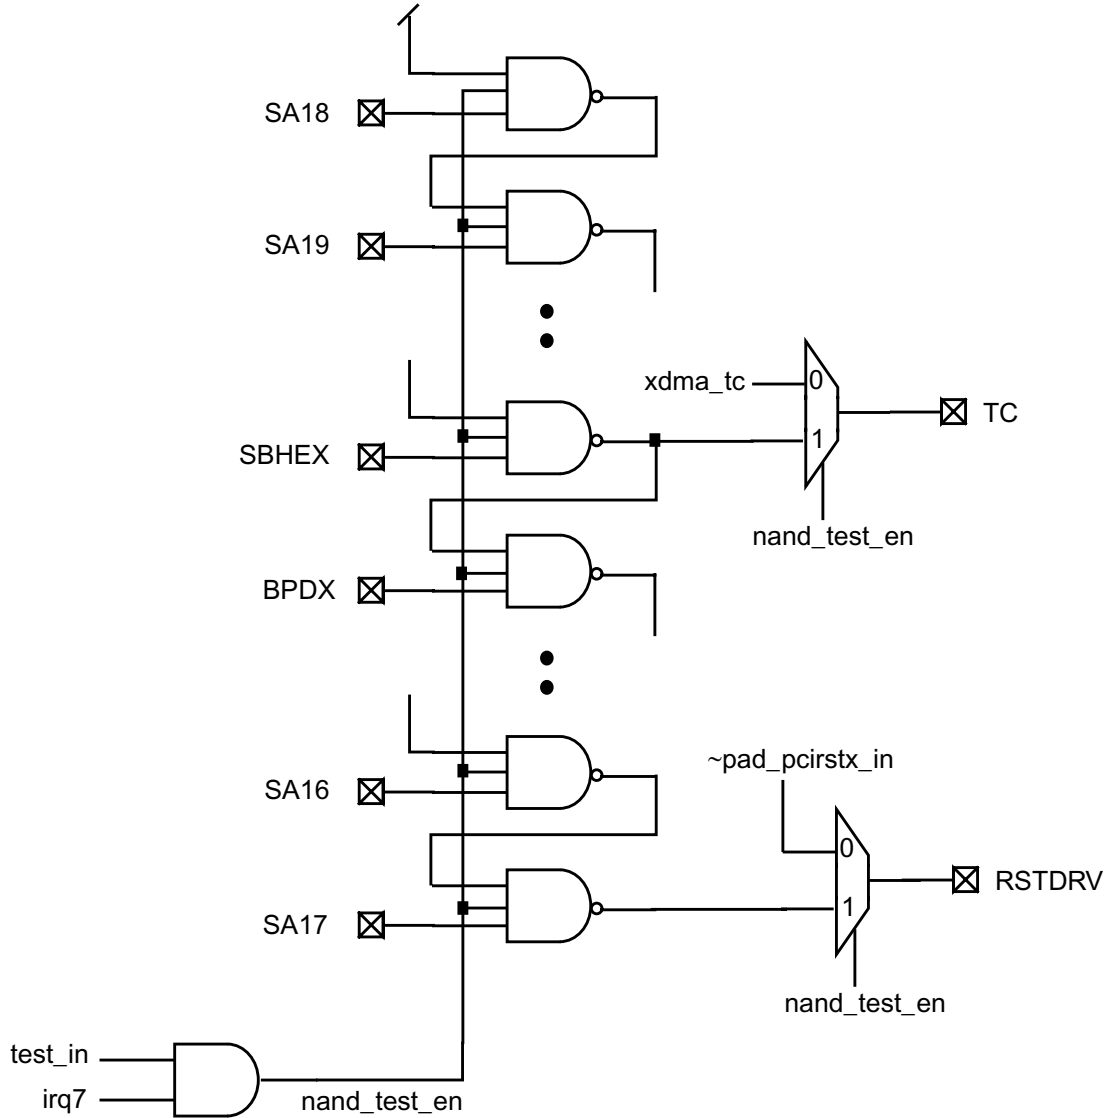 SA18
SA19
xdma_tc
0
TC
SBHEX
1
nand_test_en
BPDX
~pad_pcirstx_in
SA16
0
RSTDRV
1
SA17
nand_test_en
test_in
irq7
nand_test_en